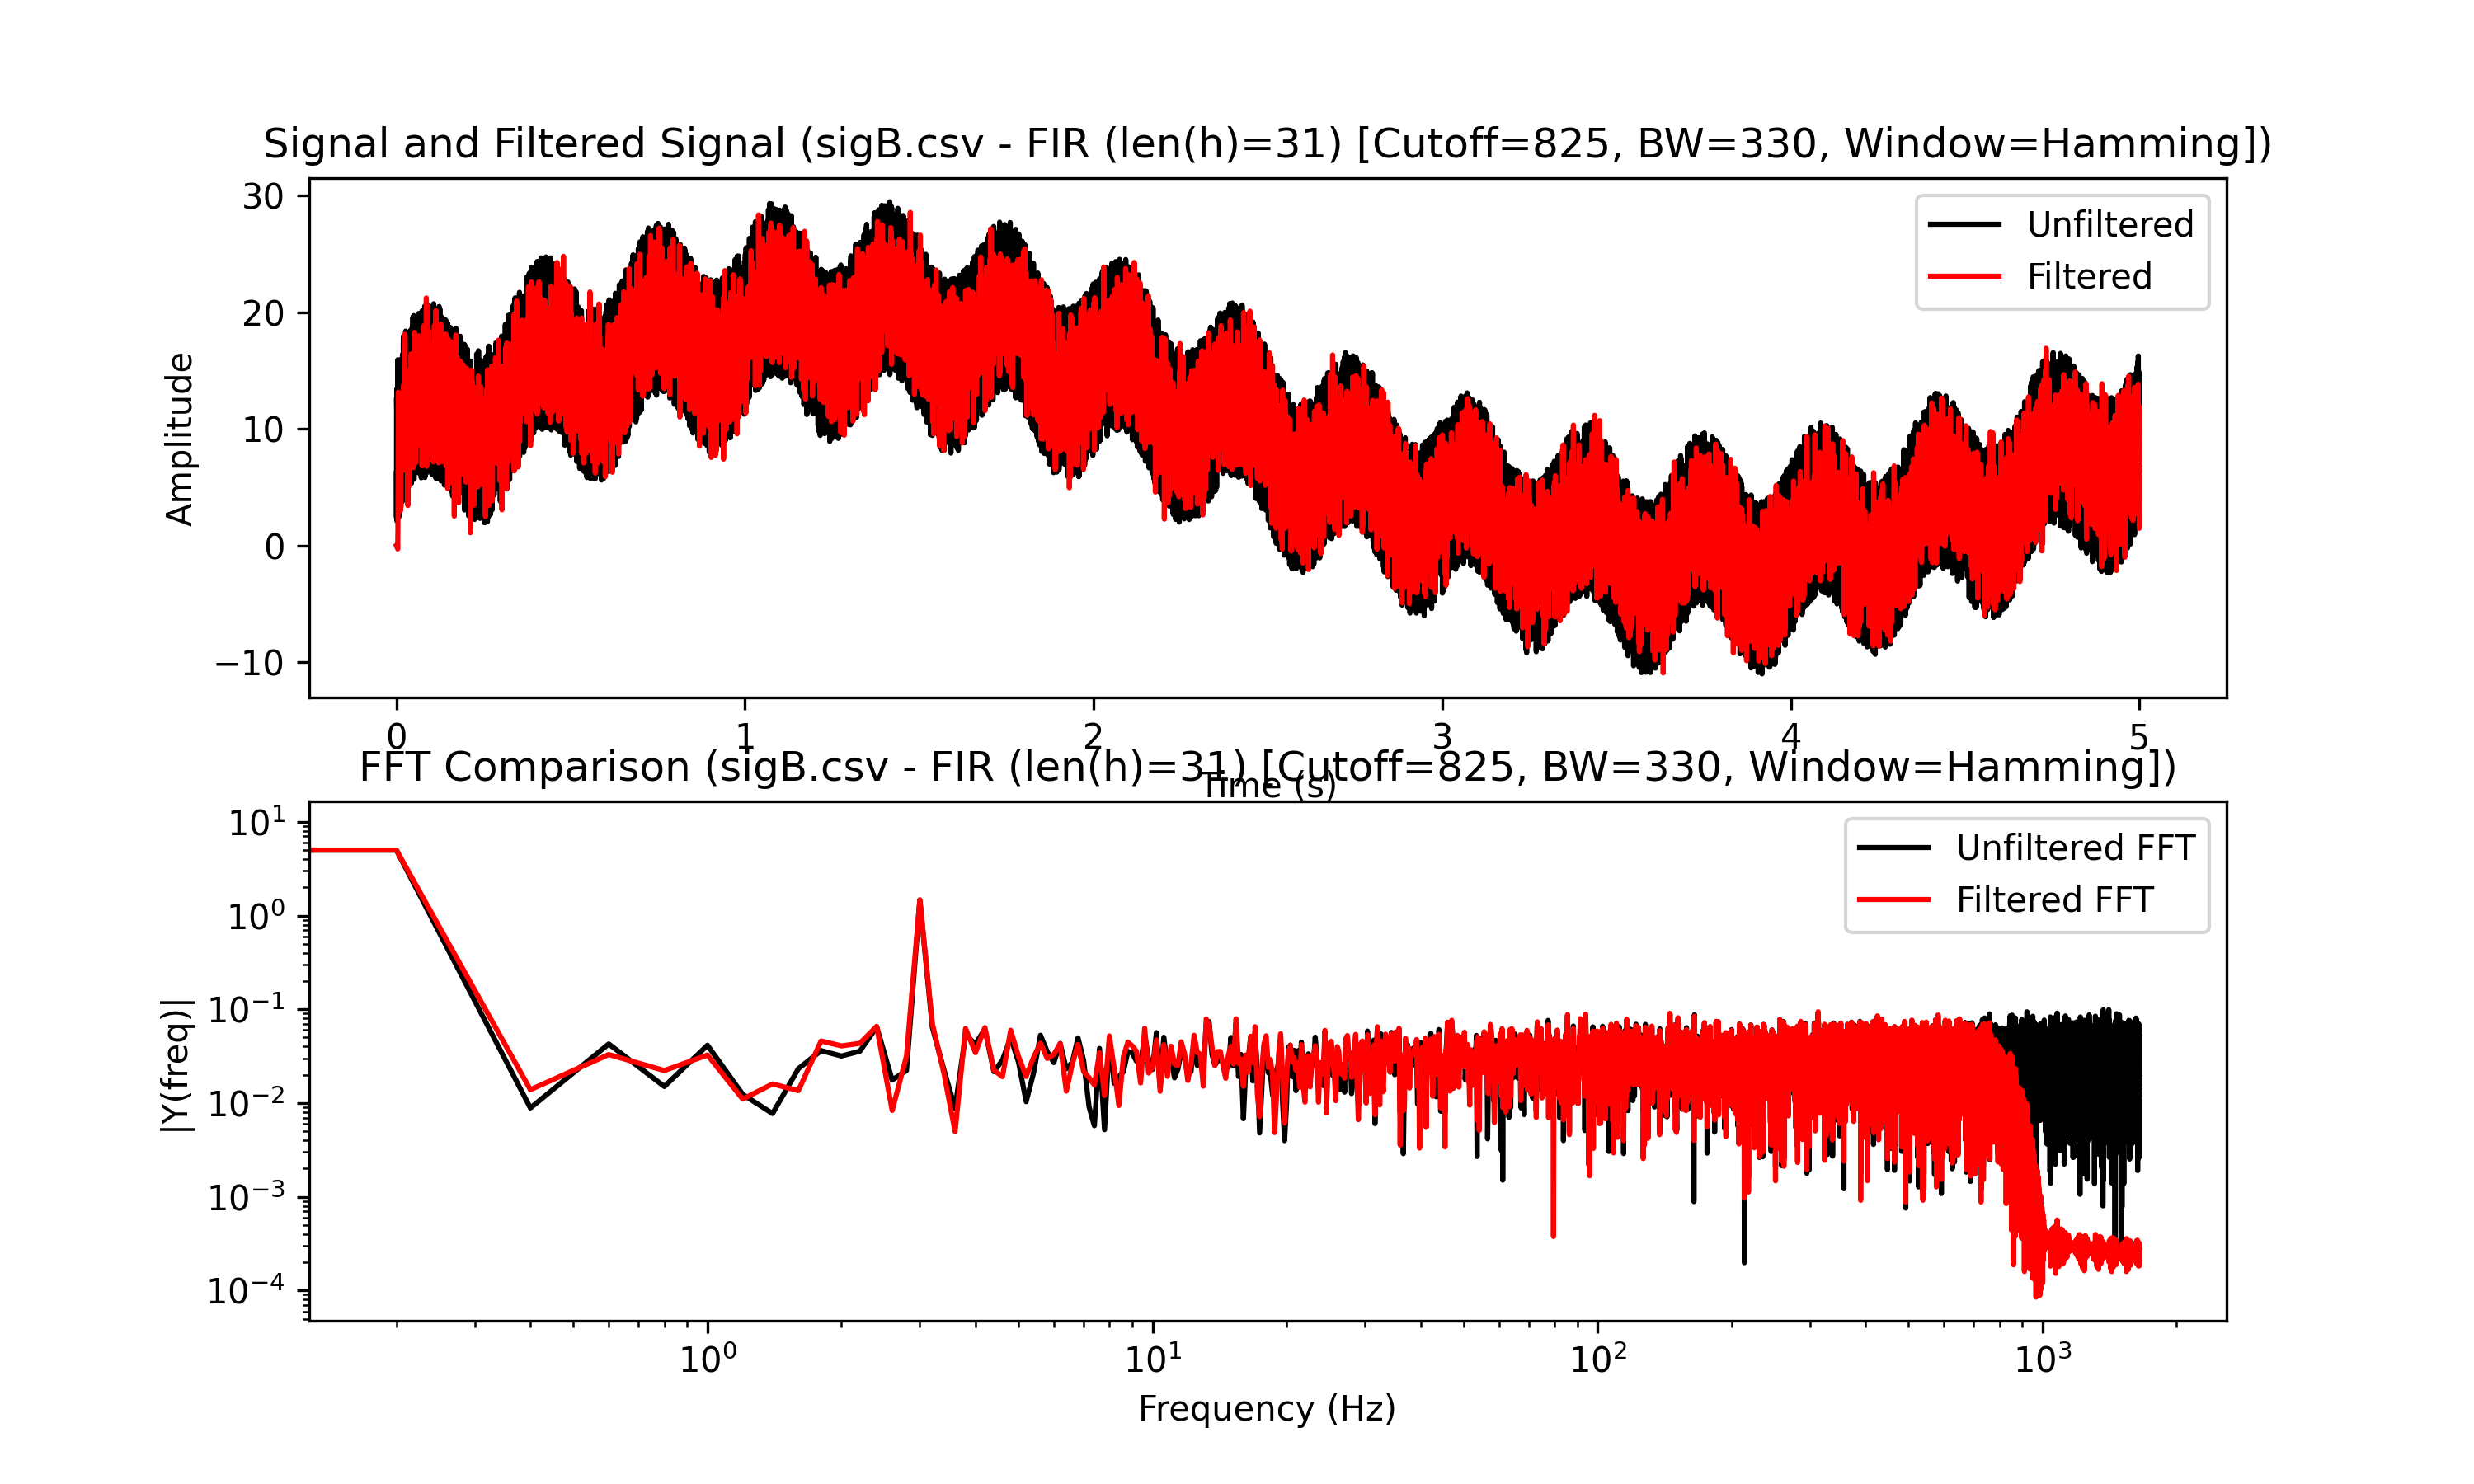 Signal and Filtered Signal (sigB.csv - FIR (len(h)=31) [Cutoff=825, BW=330, Window=Hamming])
30
20
10
0
−10
Amplitude
Unfiltered
Filtered
0 1 2 3 4 5
Time (s)
FFT Comparison (sigB.csv - FIR (len(h)=31) [Cutoff=825, BW=330, Window=Hamming])
10^1
10^0
10^-1
10^-2
10^-3
10^-4
|Y(freq)|
Unfiltered FFT
Filtered FFT
10^0 10^1 10^2 10^3
Frequency (Hz)